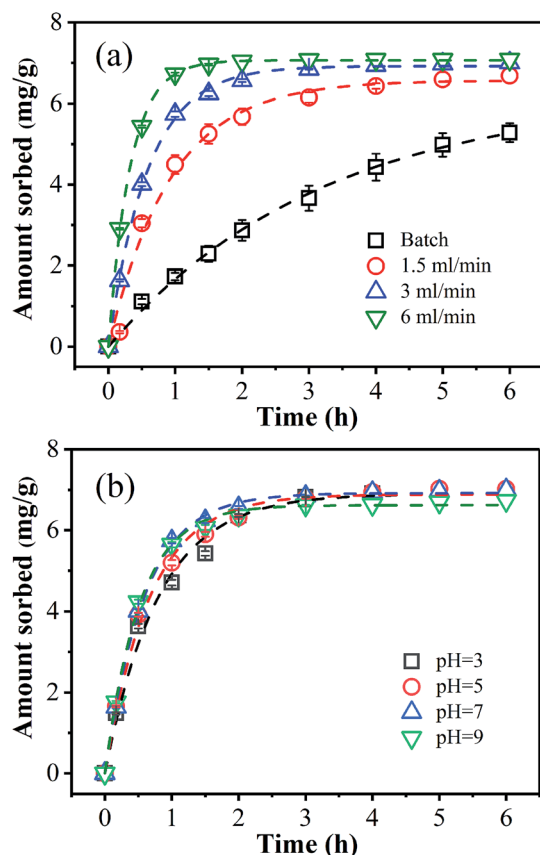 (a)
Amount sorbed (mg/g)
8
6
4
2
0
Batch
1.5 ml/min
3 ml/min
6 ml/min
0 1 2 3 4 5 6
Time (h)
(b)
Amount sorbed (mg/g)
8
6
4
2
0
pH=3
pH=5
pH=7
pH=9
0 1 2 3 4 5 6
Time (h)